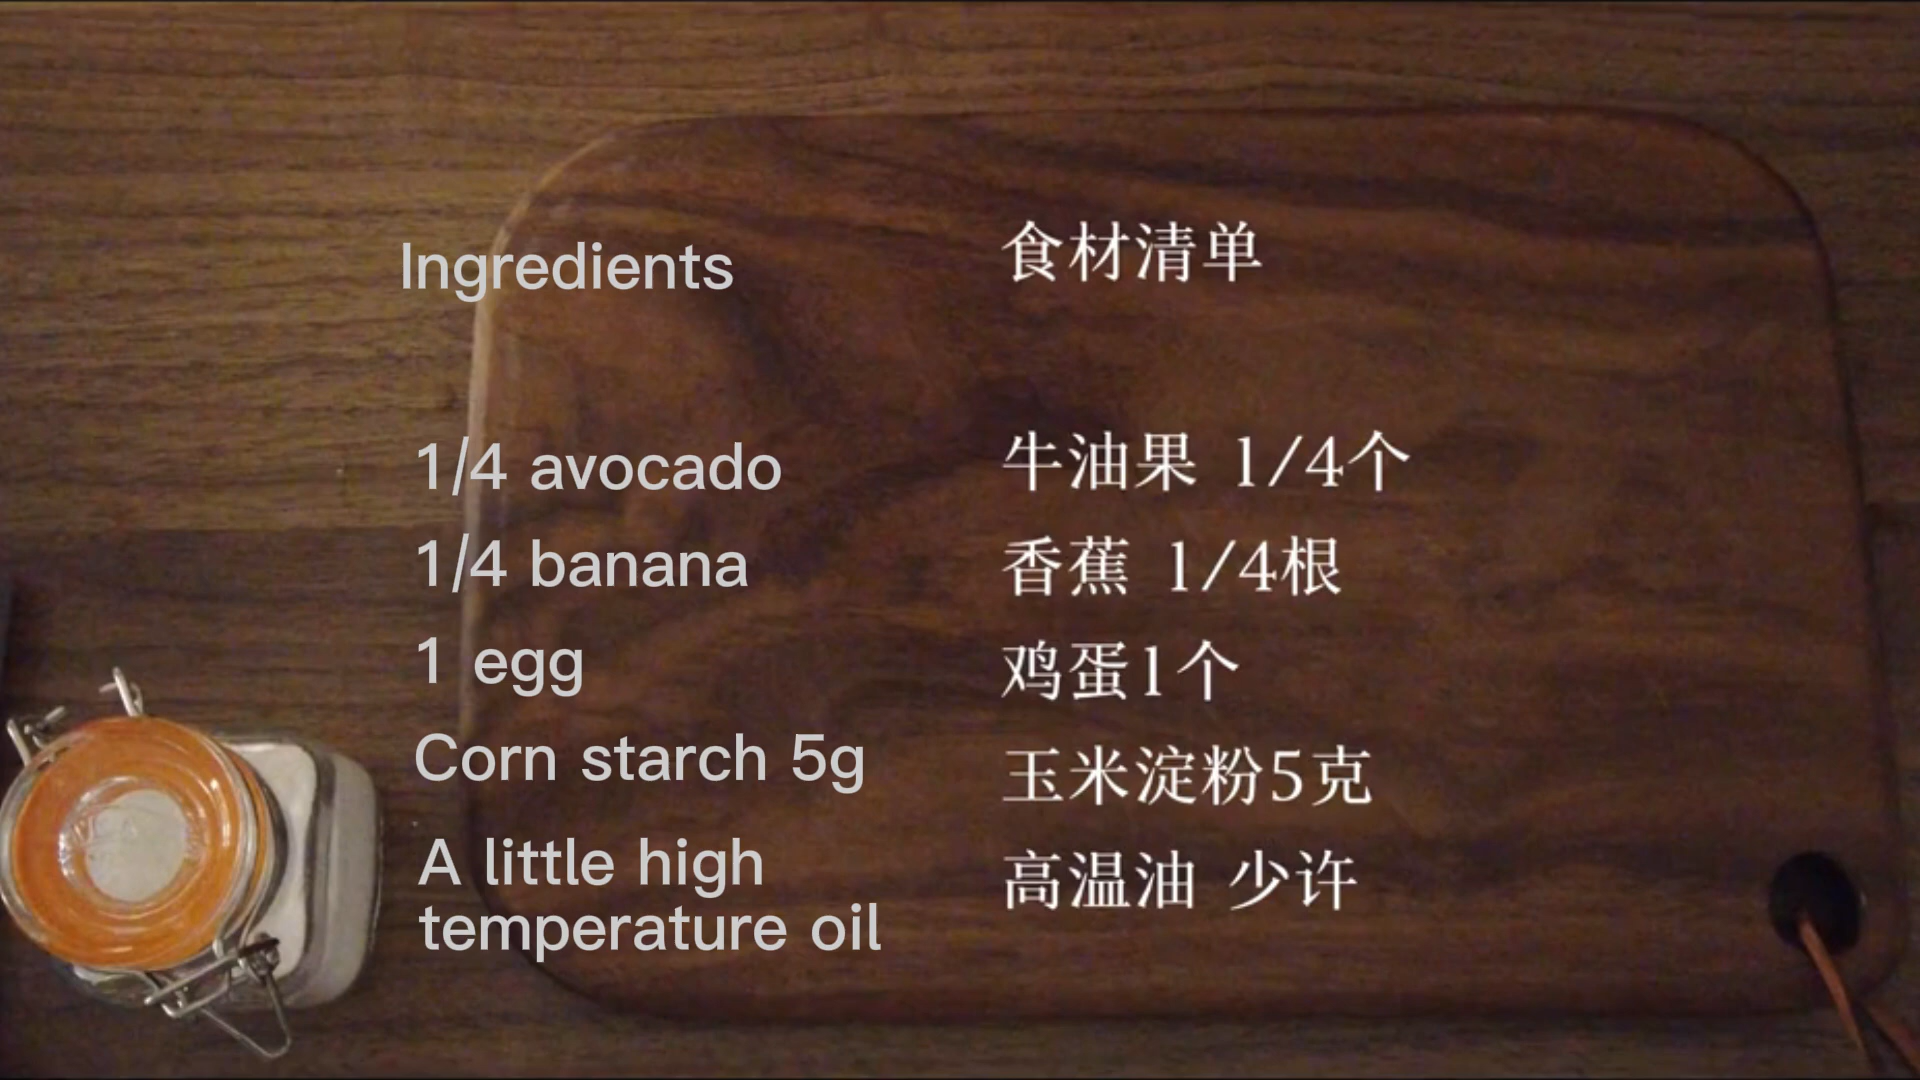 Ingredients
食材清单
1/4 avocado
牛油果 1/4个
1/4 banana
香蕉 1/4根
1 egg
鸡蛋1个
Corn starch 5g
玉米淀粉5克
A little high
temperature oil
高温油 少许